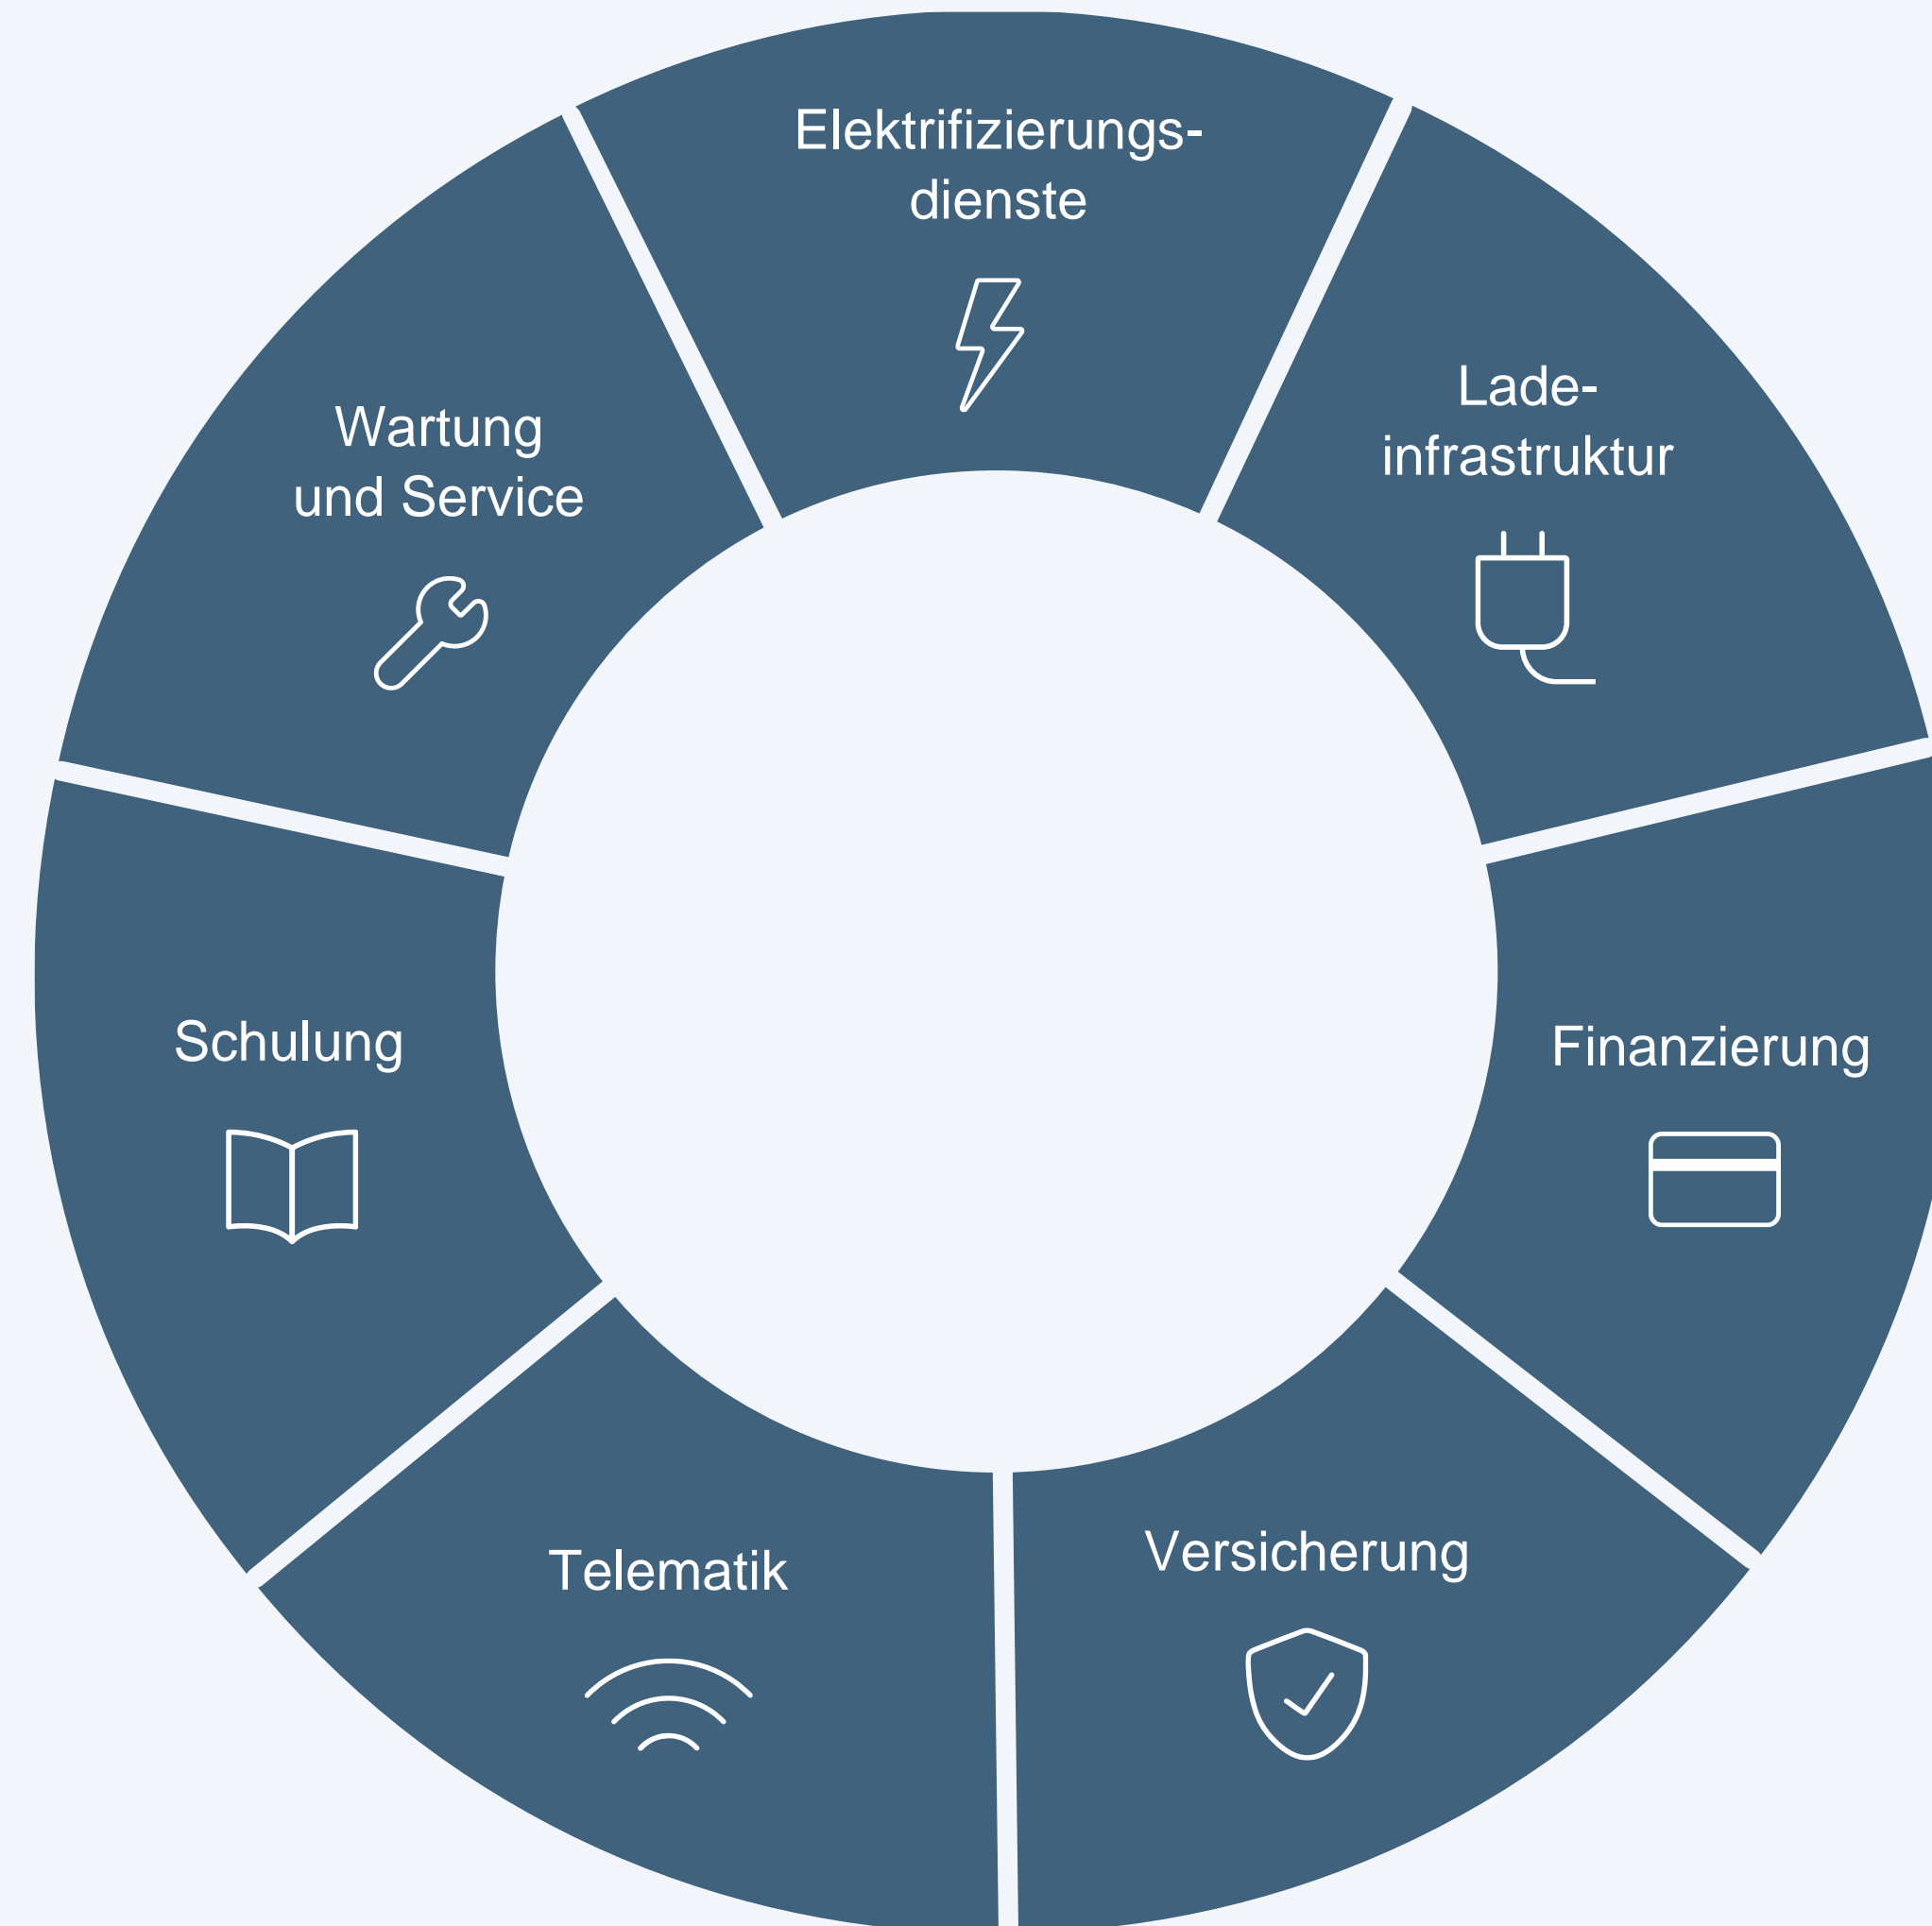 Elektrifizierungs-
dienste
Lade-
infrastruktur
Finanzierung
Versicherung
Telematik
Schulung
Wartung
und Service